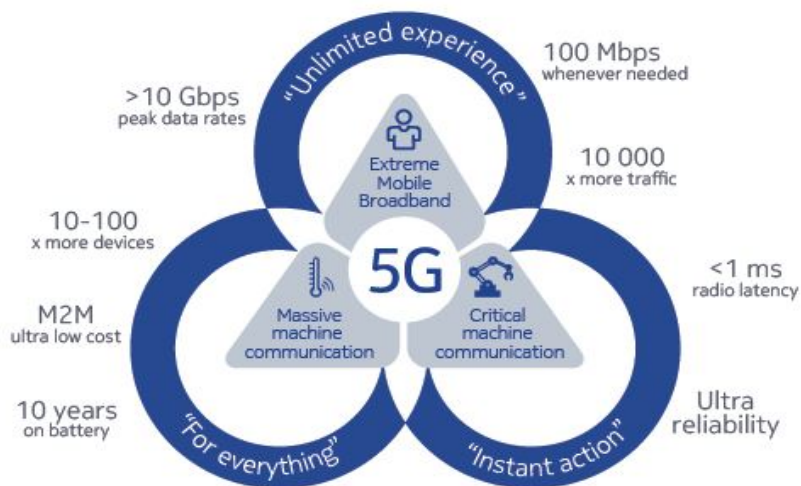 "Unlimited experience"
100 Mbps
whenever needed
>10 Gbps
peak data rates
10 000
x more traffic
Extreme
Mobile
Broadband
10-100
x more devices
5G
<1 ms
radio latency
M2M
ultra low cost
Massive
machine
communication
Critical
machine
communication
10 years
on battery
Ultra
reliability
"For everything"
"Instant action"